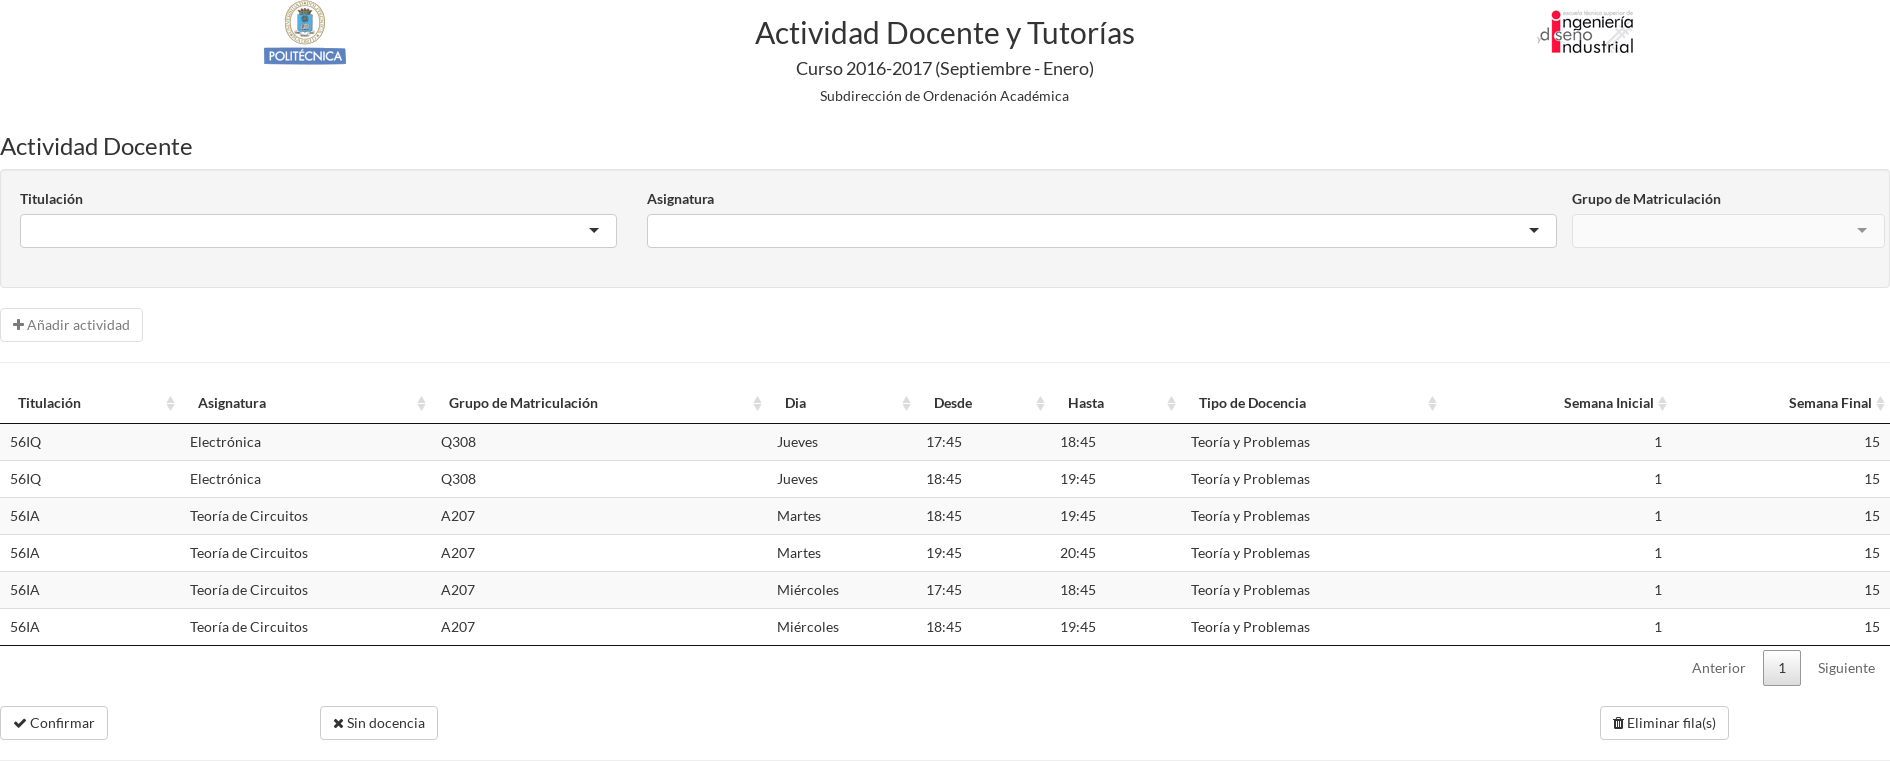 POLITÉCNICA
Actividad Docente y Tutorías
Curso 2016-2017 (Septiembre - Enero)
Subdirección de Ordenación Académica
escuela técnica superior de
ingeniería
y diseño
industrial
Actividad Docente
Titulación Asignatura Grupo de Matriculación
Añadir actividad
Titulación Asignatura Grupo de Matriculación Dia Desde Hasta Tipo de Docencia Semana Inicial Semana Final
56IQ Electrónica Q308 Jueves 17:45 18:45 Teoría y Problemas 1 15
56IQ Electrónica Q308 Jueves 18:45 19:45 Teoría y Problemas 1 15
56IA Teoría de Circuitos A207 Martes 18:45 19:45 Teoría y Problemas 1 15
56IA Teoría de Circuitos A207 Martes 19:45 20:45 Teoría y Problemas 1 15
56IA Teoría de Circuitos A207 Miércoles 17:45 18:45 Teoría y Problemas 1 15
56IA Teoría de Circuitos A207 Miércoles 18:45 19:45 Teoría y Problemas 1 15
Anterior 1 Siguiente
Confirmar Sin docencia Eliminar fila(s)